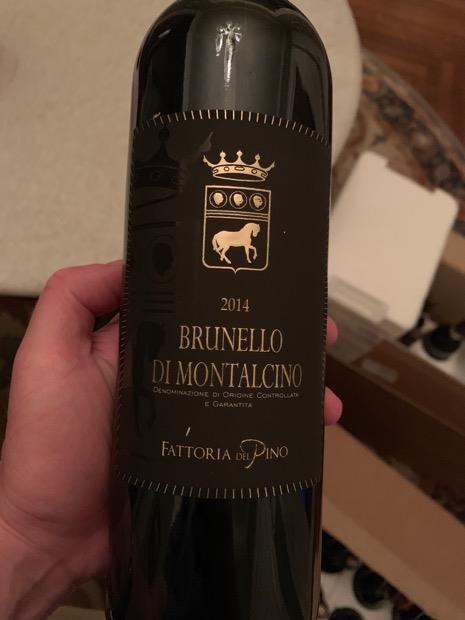 2014
BRUNELLO
DI MONTALCINO
DENOMINAZIONE DI ORIGINE CONTROLLATA
E GARANTITA
FATTORIA DEL PINO